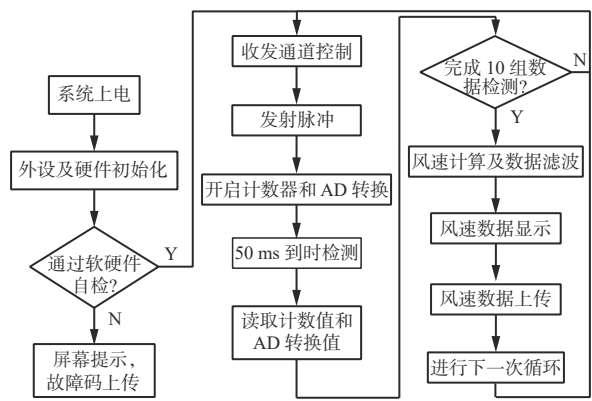 系统上电
外设及硬件初始化
通过软硬件
自检?
Y
N
屏幕提示，
故障码上传
收发通道控制
发射脉冲
开启计数器和 AD 转换
50 ms 到时检测
读取计数值和
AD 转换值
完成 10 组数
据检测?
N
Y
风速计算及数据滤波
风速数据显示
风速数据上传
进行下一次循环